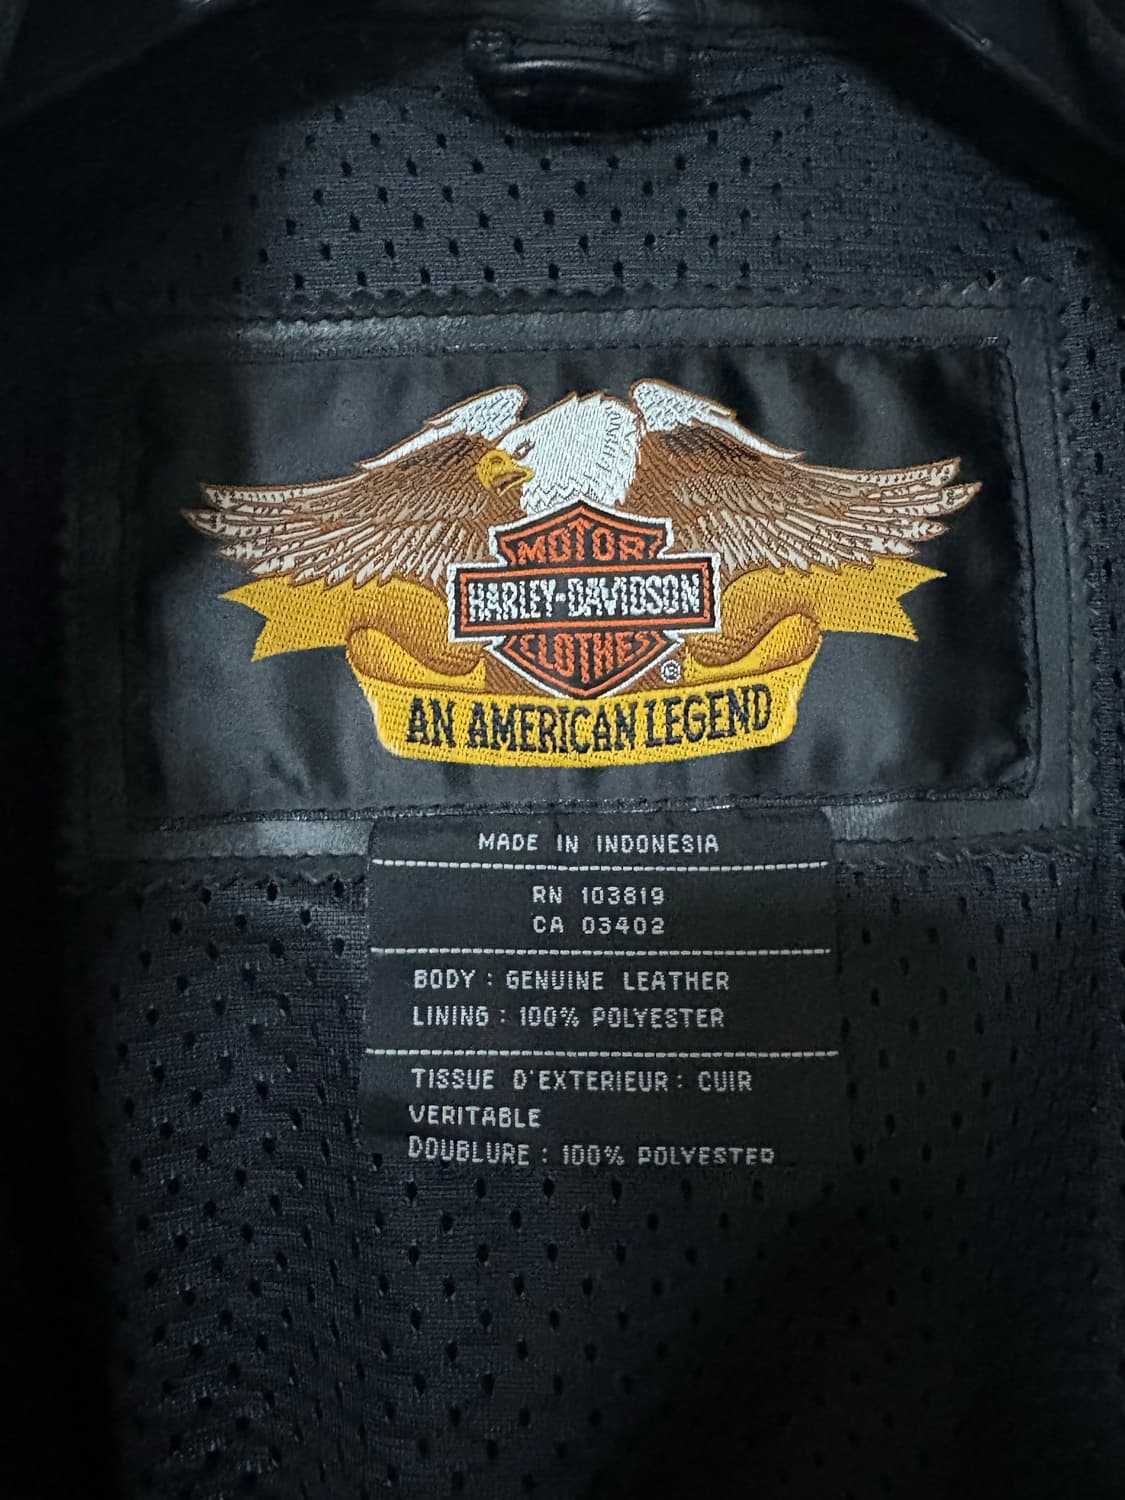 MOTOR
HARLEY-DAVIDSON
CLOTHES
®
AN AMERICAN LEGEND
MADE IN INDONESIA
RN 103819
CA 03402
BODY : GENUINE LEATHER
LINING : 100% POLYESTER
TISSUE D'EXTERIEUR : CUIR
VERITABLE
DOUBLURE : 100% POLYESTER